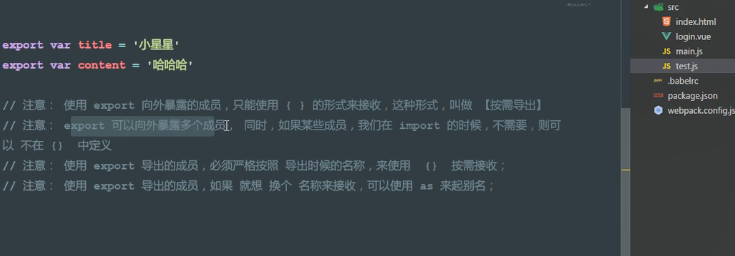 export var title = '小星星'
export var content = '哈哈哈'
// 注意： 使用 export 向外暴露的成员，只能使用 { } 的形式来接收，这种形式，叫做 【按需导出】
// 注意： export 可以向外暴露多个成员， 同时，如果某些成员，我们在 import 的时候，不需要，则可
以 不在 {} 中定义
// 注意： 使用 export 导出的成员，必须严格按照 导出时候的名称，来使用 {} 按需接收；
// 注意： 使用 export 导出的成员，如果 就想 换个 名称来接收，可以使用 as 来起别名；
src
index.html
login.vue
main.js
test.js
.babelrc
package.json
webpack.config.js